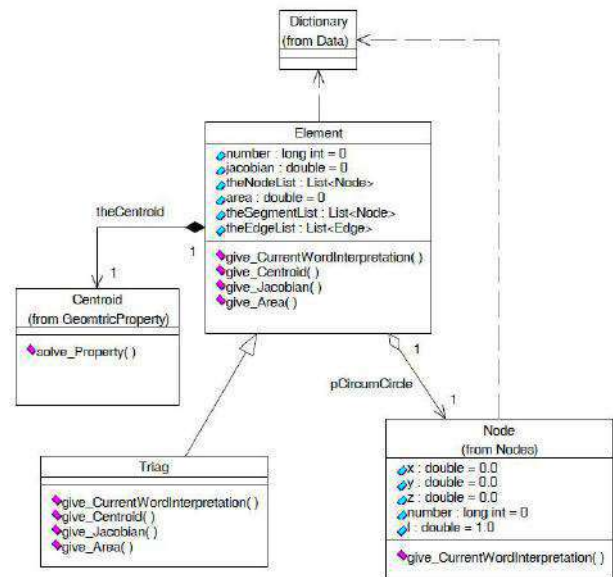 Dictionary
(from Data)
Element
number : long int = 0
jacobian : double = 0
theNodeList : List<Node>
area : double = 0
theSegmentList : List<Node>
theEdgeList : List<Edge>
give_CurrentWordInterpretation( )
give_Centroid( )
give_Jacobian( )
give_Area( )
theCentroid
1
1
Centroid
(from GeomtricProperty)
solve_Property( )
1
pCircumCircle
1
Triag
give_CurrentWordInterpretation( )
give_Centroid( )
give_Jacobian( )
give_Area( )
Node
(from Nodes)
x : double = 0.0
y : double = 0.0
z : double = 0.0
number : long int = 0
l : double = 1.0
give_CurrentWordInterpretation( )